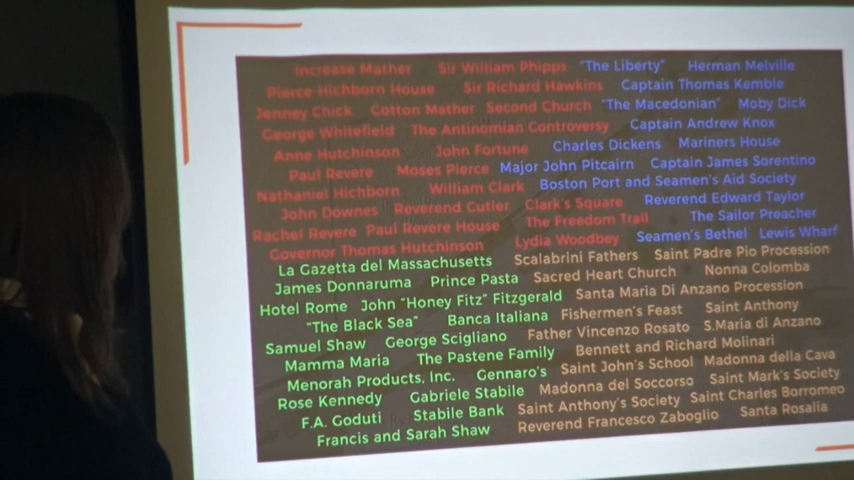 Increase Mather Sir William Phipps "The Liberty" Herman Melville
Pierce Hichborn House Sir Richard Hawkins Captain Thomas Kemble
Jenney Chick Cotton Mather Second Church "The Macedonian" Moby Dick
George Whitefield The Antinomian Controversy Captain Andrew Knox
Anne Hutchinson John Fortune Charles Dickens Mariners House
Paul Revere Moses Pierce Major John Pitcairn Captain James Sorentino
Nathaniel Hichborn William Clark Boston Port and Seamen's Aid Society
John Downes Reverend Cutler Clark's Square Reverend Edward Taylor
Rachel Revere Paul Revere House The Freedom Trail The Sailor Preacher
Governor Thomas Hutchinson Lydia Woodbey Seamen's Bethel Lewis Wharf
La Gazetta del Massachusetts Scalabrini Fathers Saint Padre Pio Procession
James Donnaruma Prince Pasta Sacred Heart Church Nonna Colomba
Hotel Rome John "Honey Fitz" Fitzgerald Santa Maria Di Anzano Procession
"The Black Sea" Banca Italiana Fishermen's Feast Saint Anthony
Samuel Shaw George Scigliano Father Vincenzo Rosato S.Maria di Anzano
Mamma Maria The Pastene Family Bennett and Richard Molinari
Menorah Products, Inc. Gennaro's Saint John's School Madonna della Cava
Rose Kennedy Gabriele Stabile Madonna del Soccorso Saint Mark's Society
F.A. Goduti Stabile Bank Saint Anthony's Society Saint Charles Borromeo
Francis and Sarah Shaw Reverend Francesco Zaboglio Santa Rosalia